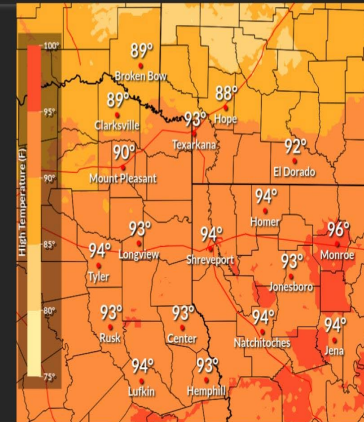 High Temperature (F)
100°
95°
90°
85°
80°
75°
89°
Broken Bow
89°
Clarksville
88°
Hope
93°
Texarkana
90°
Mount Pleasant
92°
El Dorado
94°
Homer
93°
Longview
94°
Tyler
94°
Shreveport
96°
Monroe
93°
Jonesboro
93°
Rusk
93°
Center
94°
Natchitoches
94°
Jena
94°
Lufkin
93°
Hemphill